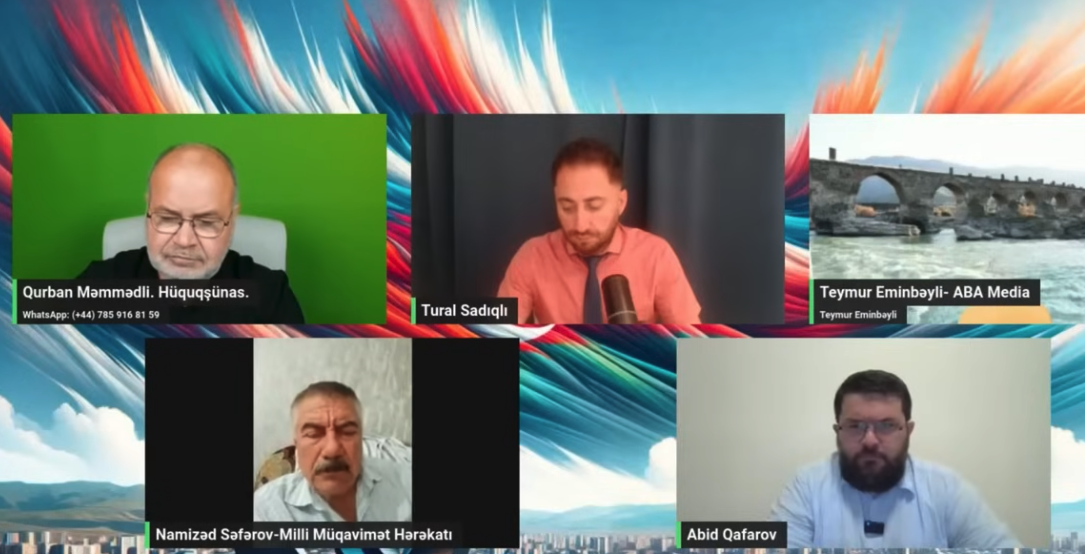 Qurban Məmmədli. Hüquqşünas.
WhatsApp: (+44) 785 916 81 59
Tural Sadıqlı
Teymur Eminbəyli- ABA Media
Teymur Eminbəyli
Namizəd Səfərov-Milli Müqavimət Hərəkatı
Abid Qafarov